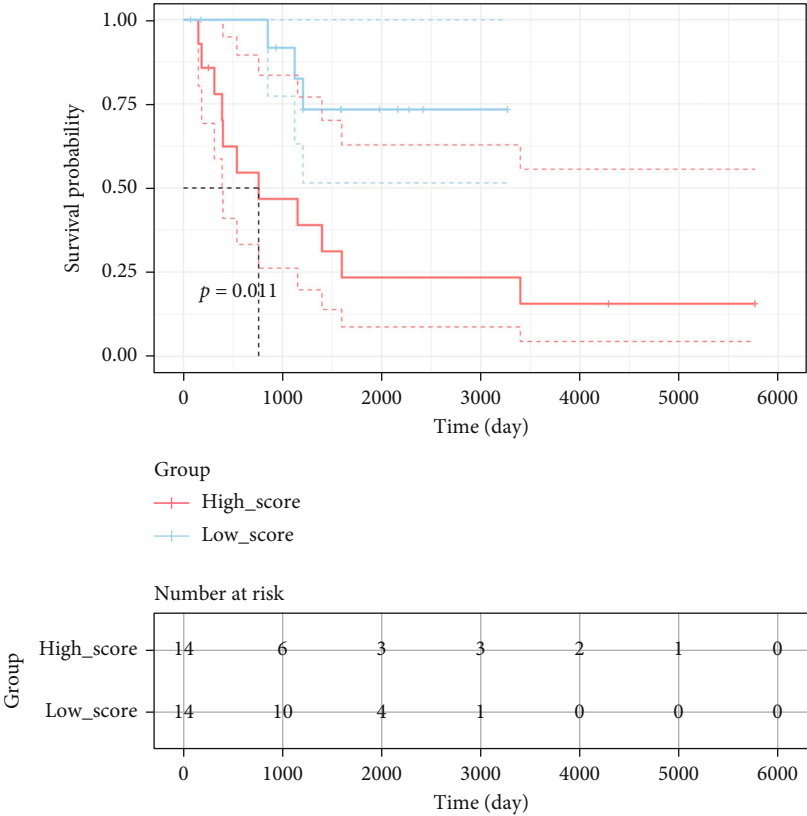 Survival probability
1.00
0.75
0.50
0.25
0.00
p = 0.011
0 1000 2000 3000 4000 5000 6000
Time (day)
Group
High_score
Low_score
Number at risk
Group
High_score 14 6 3 3 2 1 0
Low_score 14 10 4 1 0 0 0
0 1000 2000 3000 4000 5000 6000
Time (day)